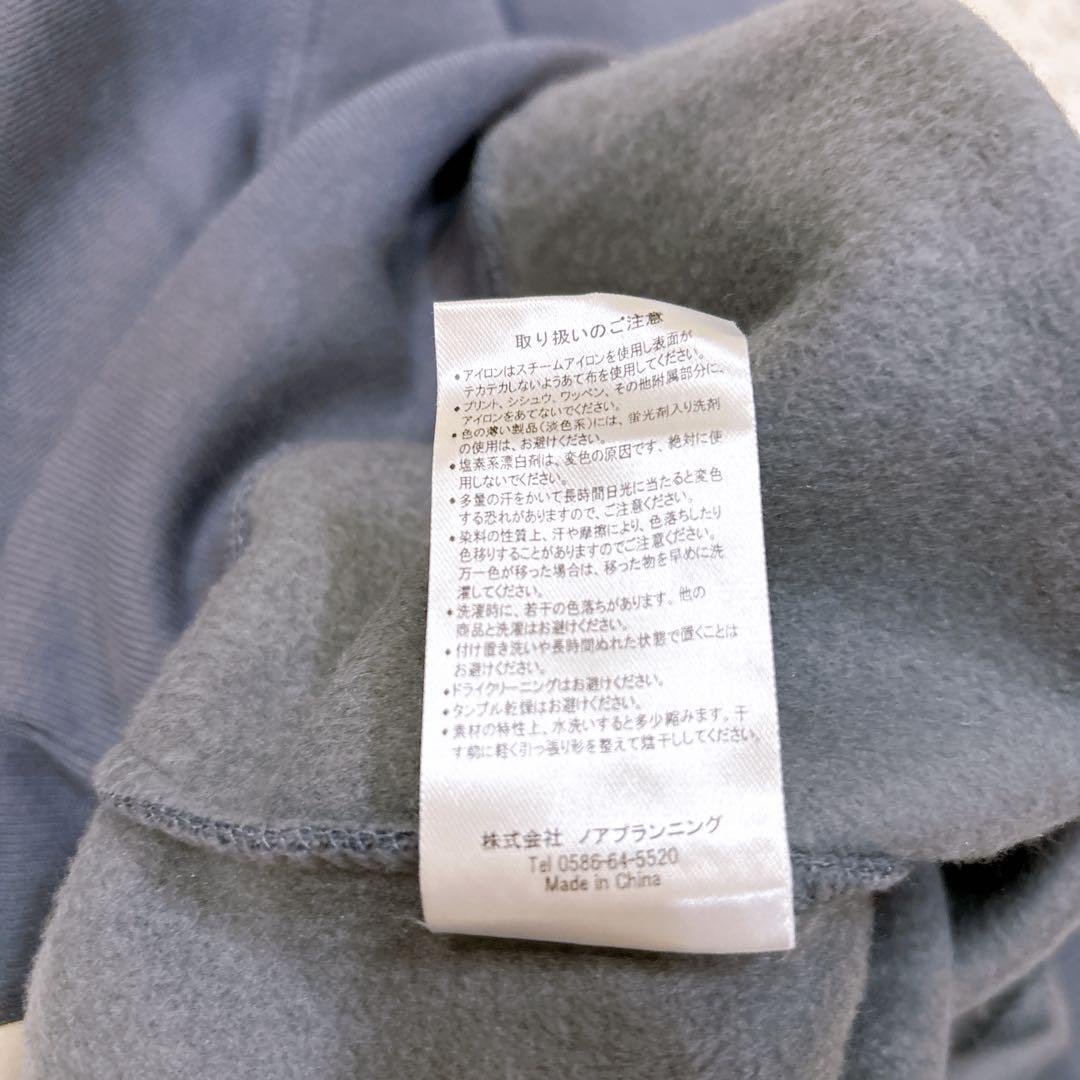 取り扱いのご注意
•アイロンはスチームアイロンを使用し表面が
テカテカしないようあて布を使用してください。
•プリント、シシュウ、ワッペン、その他附属部分に、
アイロンをあてないでください。
•色の薄い製品(淡色系)には、蛍光剤入り洗剤
の使用は、お避けください。
•塩素系漂白剤は、変色の原因です、絶対に使
用しないでください。
•多量の汗をかいて長時間日光に当たると変色
する恐れがありますので、ご注意ください。
•染料の性質上、汗や摩擦により、色落ちしたり
色移りすることがありますのでご注意ください。
万一色が移った場合は、移った物を早めに洗
濯してください。
•洗濯時に、若干の色落ちがあります。他の
商品と洗濯はお避けください。
•付け置き洗いや長時間ぬれた状態で置くことは
お避けください。
•ドライクリーニングはお避けください。
•タンブル乾燥はお避けください。
•素材の特性上、水洗いすると多少縮みます。干
す前に軽く引っ張り形を整えて陰干ししてください。
株式会社 ノアプランニング
Tel 0586-64-5520
Made in China